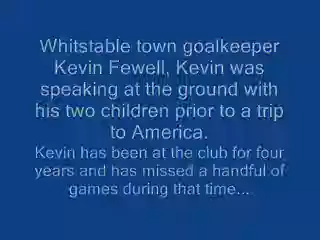 Whitstable town goalkeeper
Kevin Fewell, Kevin was
speaking at the ground with
his two children prior to a trip
to America.
Kevin has been at the club for four
years and has missed a handful of
games during that time...